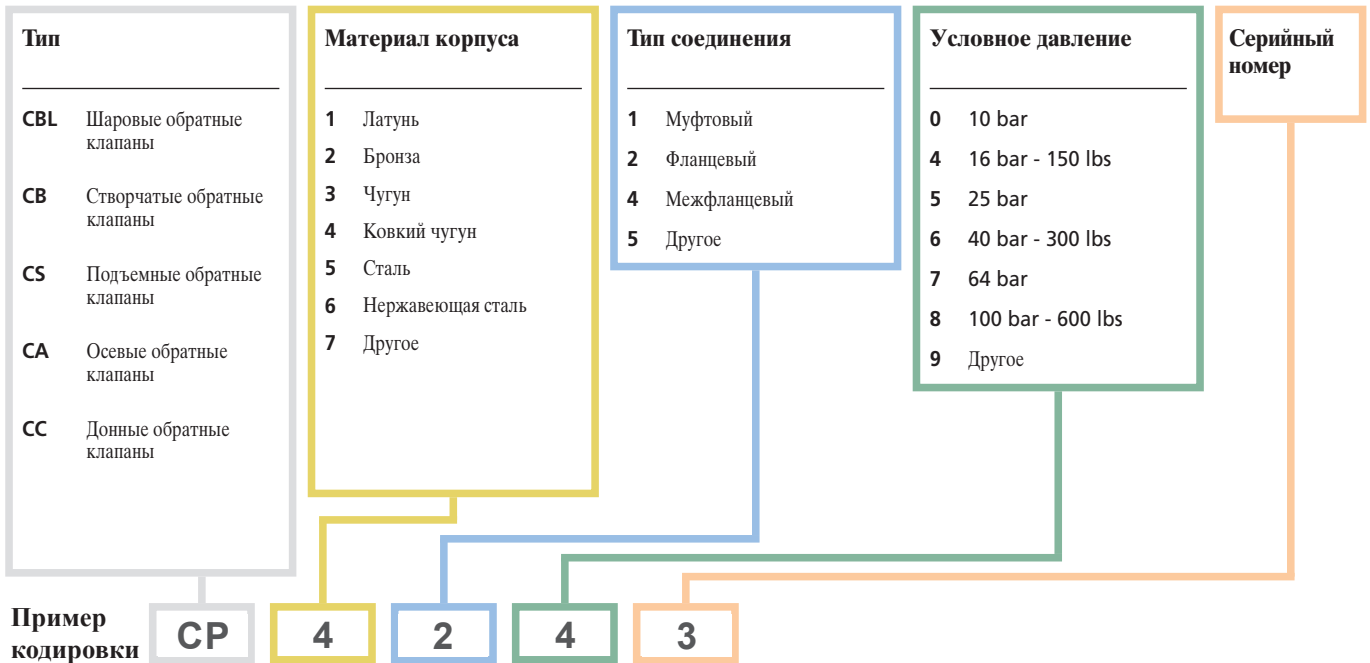 Тип
CBL Шаровые обратные
клапаны
CB Створчатые обратные
клапаны
CS Подъемные обратные
клапаны
CA Осевые обратные
клапаны
CC Донные обратные
клапаны
Материал корпуса
1 Латунь
2 Бронза
3 Чугун
4 Ковкий чугун
5 Сталь
6 Нержавеющая сталь
7 Другое
Тип соединения
1 Муфтовый
2 Фланцевый
4 Межфланцевый
5 Другое
Условное давление
0 10 bar
4 16 bar - 150 lbs
5 25 bar
6 40 bar - 300 lbs
7 64 bar
8 100 bar - 600 lbs
9 Другое
Серийный
номер
Пример
кодировки
CP 4 2 4 3